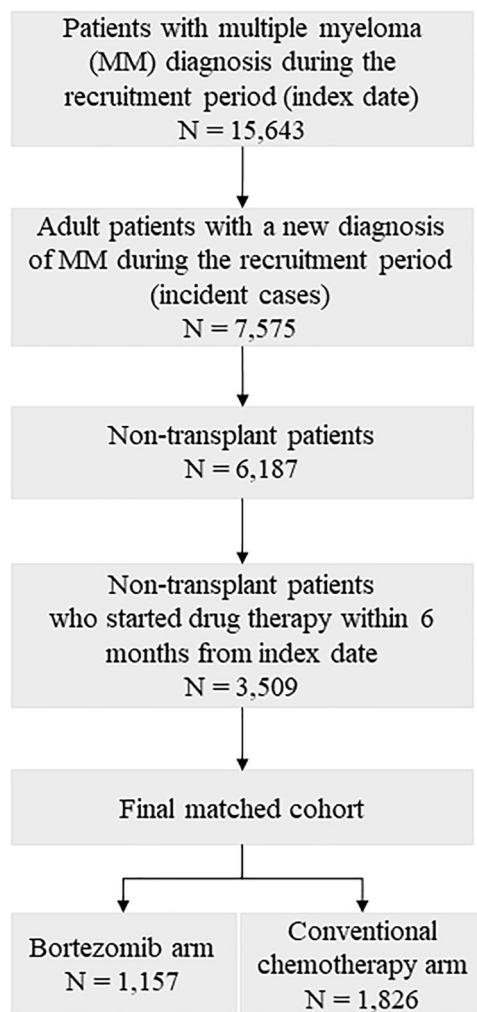 Patients with multiple myeloma
(MM) diagnosis during the
recruitment period (index date)
N = 15,643
Adult patients with a new diagnosis
of MM during the recruitment period
(incident cases)
N = 7,575
Non-transplant patients
N = 6,187
Non-transplant patients
who started drug therapy within 6
months from index date
N = 3,509
Final matched cohort
Bortezomib arm
N = 1,157
Conventional
chemotherapy arm
N = 1,826